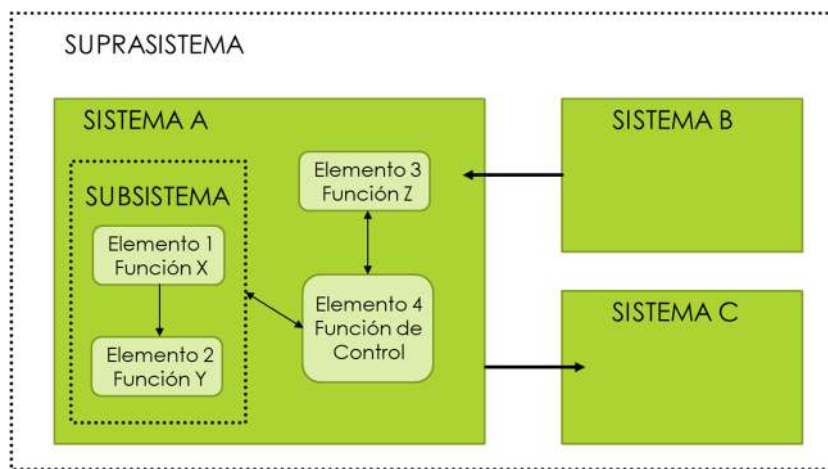 SUPRASISTEMA
SISTEMA A
SUBSISTEMA
Elemento 1
Función X
Elemento 2
Función Y
Elemento 3
Función Z
Elemento 4
Función de
Control
SISTEMA B
SISTEMA C